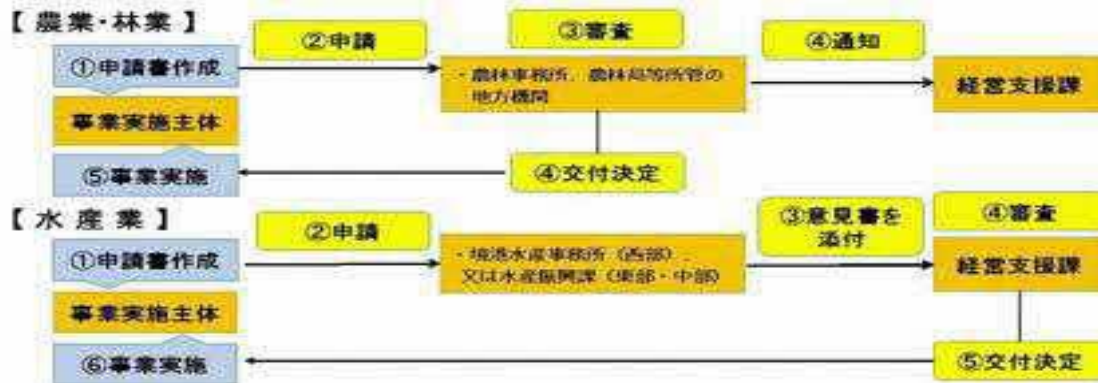 【 農業・林業 】
②申請
③審査
④通知
①申請書作成
・農林事務所、農林局等所管の
地方機関
経営支援課
事業実施主体
⑤事業実施
④交付決定
【 水 産 業 】
②申請
③意見書を
添付
④審査
①申請書作成
・境港水産事務所（西部）
又は水産振興課（東部・中部）
経営支援課
事業実施主体
⑥事業実施
⑤交付決定